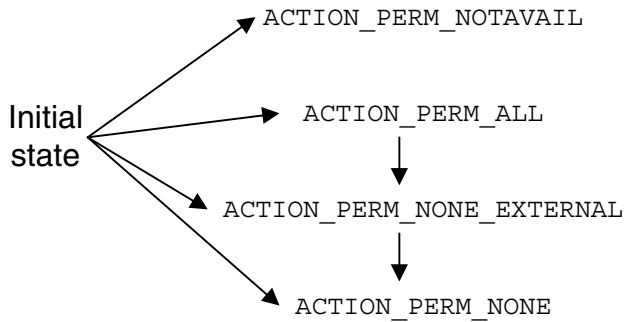 ACTION_PERM_NOTAVAIL
Initial
state
ACTION_PERM_ALL
ACTION_PERM_NONE_EXTERNAL
ACTION_PERM_NONE